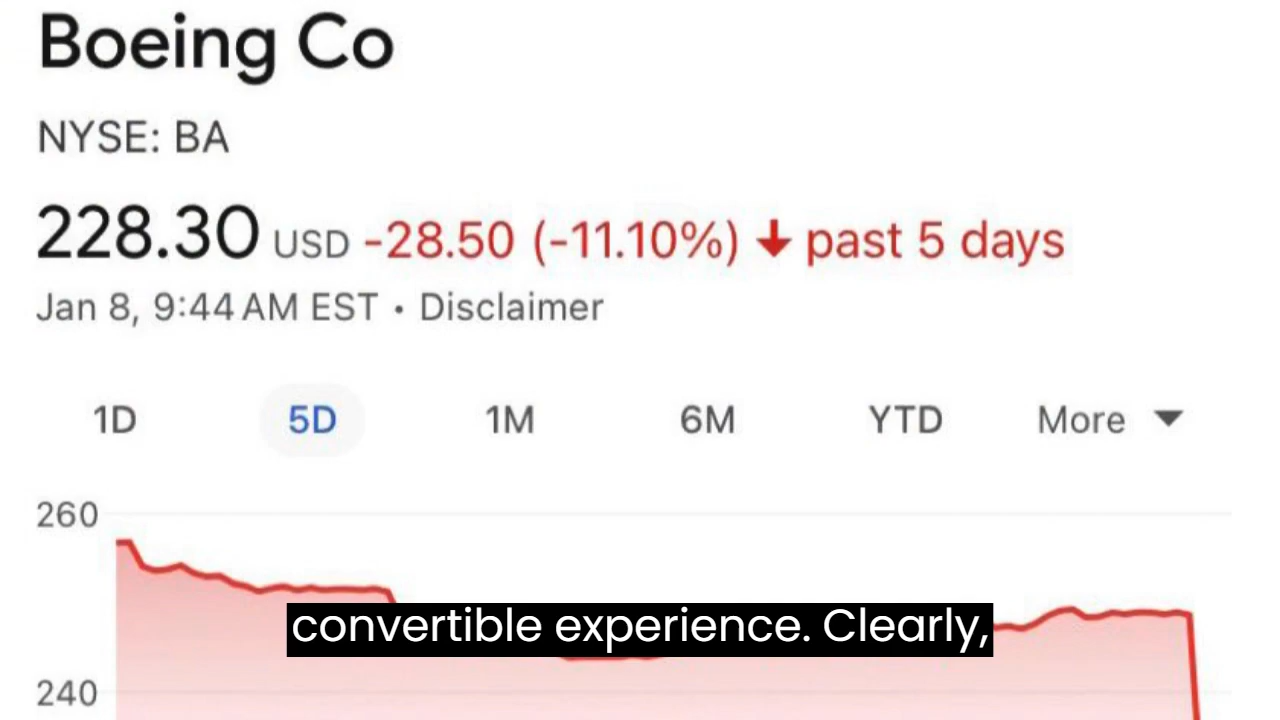 Boeing Co
NYSE: BA
228.30 USD -28.50 (-11.10%) ↓ past 5 days
Jan 8, 9:44 AM EST • Disclaimer
1D 5D 1M 6M YTD More ▼
260
convertible experience. Clearly,
240